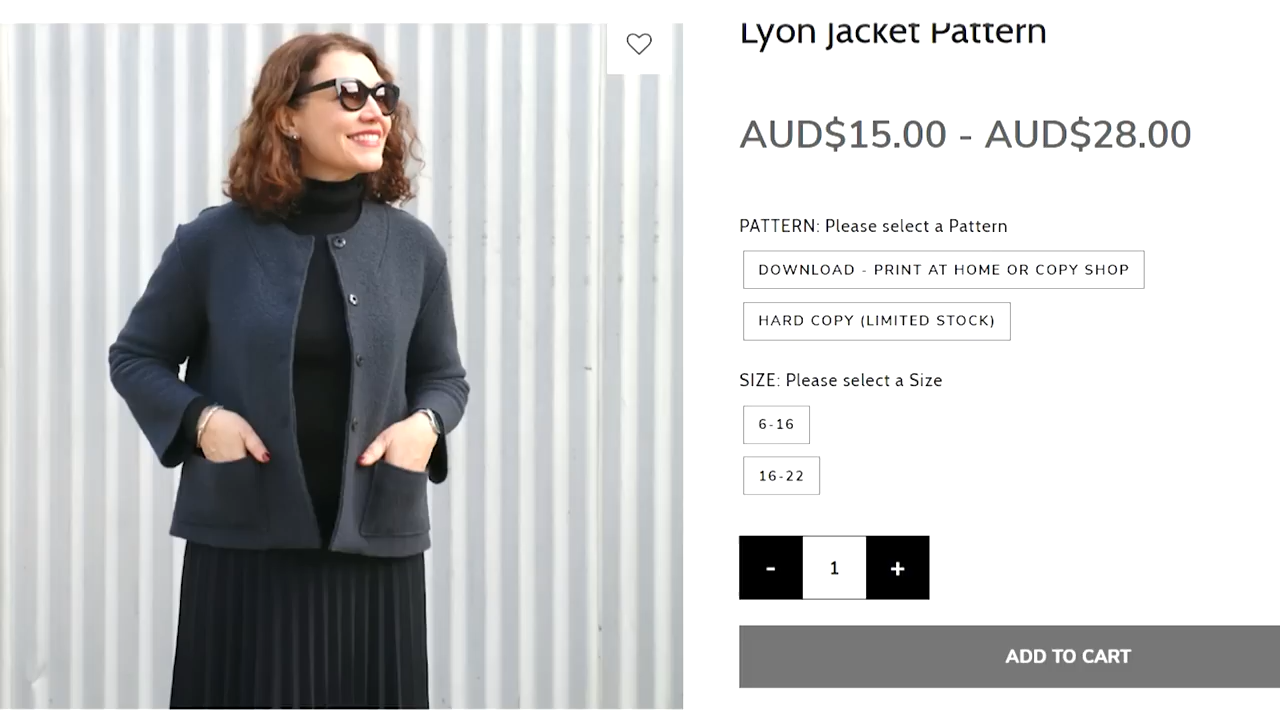 Lyon Jacket Pattern
AUD$15.00 - AUD$28.00
PATTERN: Please select a Pattern
DOWNLOAD - PRINT AT HOME OR COPY SHOP
HARD COPY (LIMITED STOCK)
SIZE: Please select a Size
6-16
16-22
- 1 +
ADD TO CART